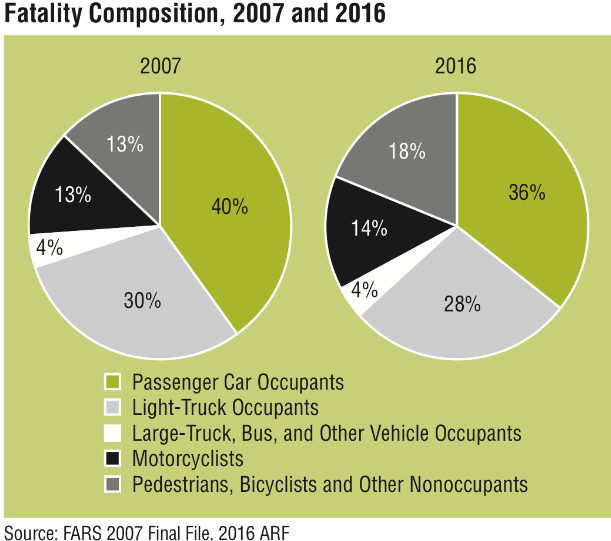 Fatality Composition, 2007 and 2016
2007
13%
13%
40%
4%
30%
2016
18%
36%
14%
4%
28%
Passenger Car Occupants
Light-Truck Occupants
Large-Truck, Bus, and Other Vehicle Occupants
Motorcyclists
Pedestrians, Bicyclists and Other Nonoccupants
Source: FARS 2007 Final File, 2016 ARF